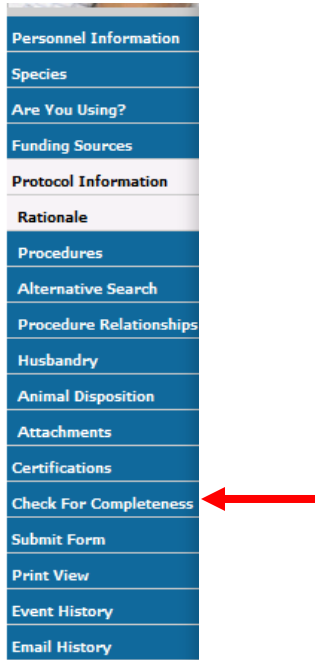 Personnel Information
Species
Are You Using?
Funding Sources
Protocol Information
Rationale
Procedures
Alternative Search
Procedure Relationships
Husbandry
Animal Disposition
Attachments
Certifications
Check For Completeness
Submit Form
Print View
Event History
Email History